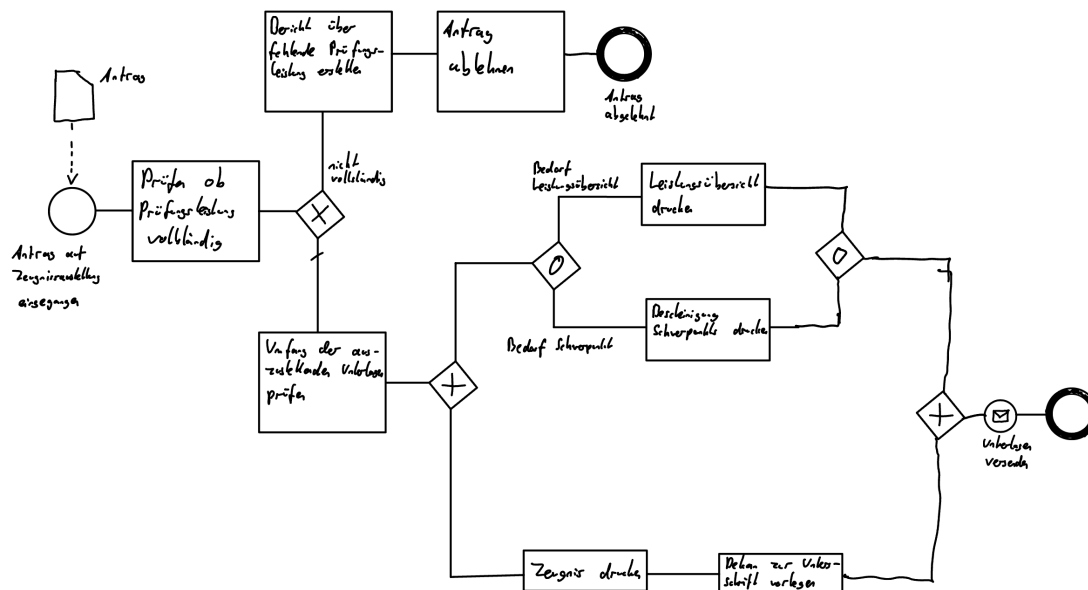 Antrag
Bericht über
fehlende Prüfungs-
leistung erstellen
Antrag
ablehnen
Antrag
abgelehnt
Prüfen ob
Prüfungsleistung
vollständig
Antrag auf
Zeugnisausstellung
eingegangen
nicht
vollständig
Umfang der aus-
zustellenden Unterlagen
prüfen
Bedarf
Leistungsübersicht
Leistungsübersicht
drucken
Bedarf Schwerpunkt
Bescheinigung
Schwerpunkts drucken
Unterlagen
versenden
Zeugnis drucken
Dekan zur Unter-
schrift vorlegen